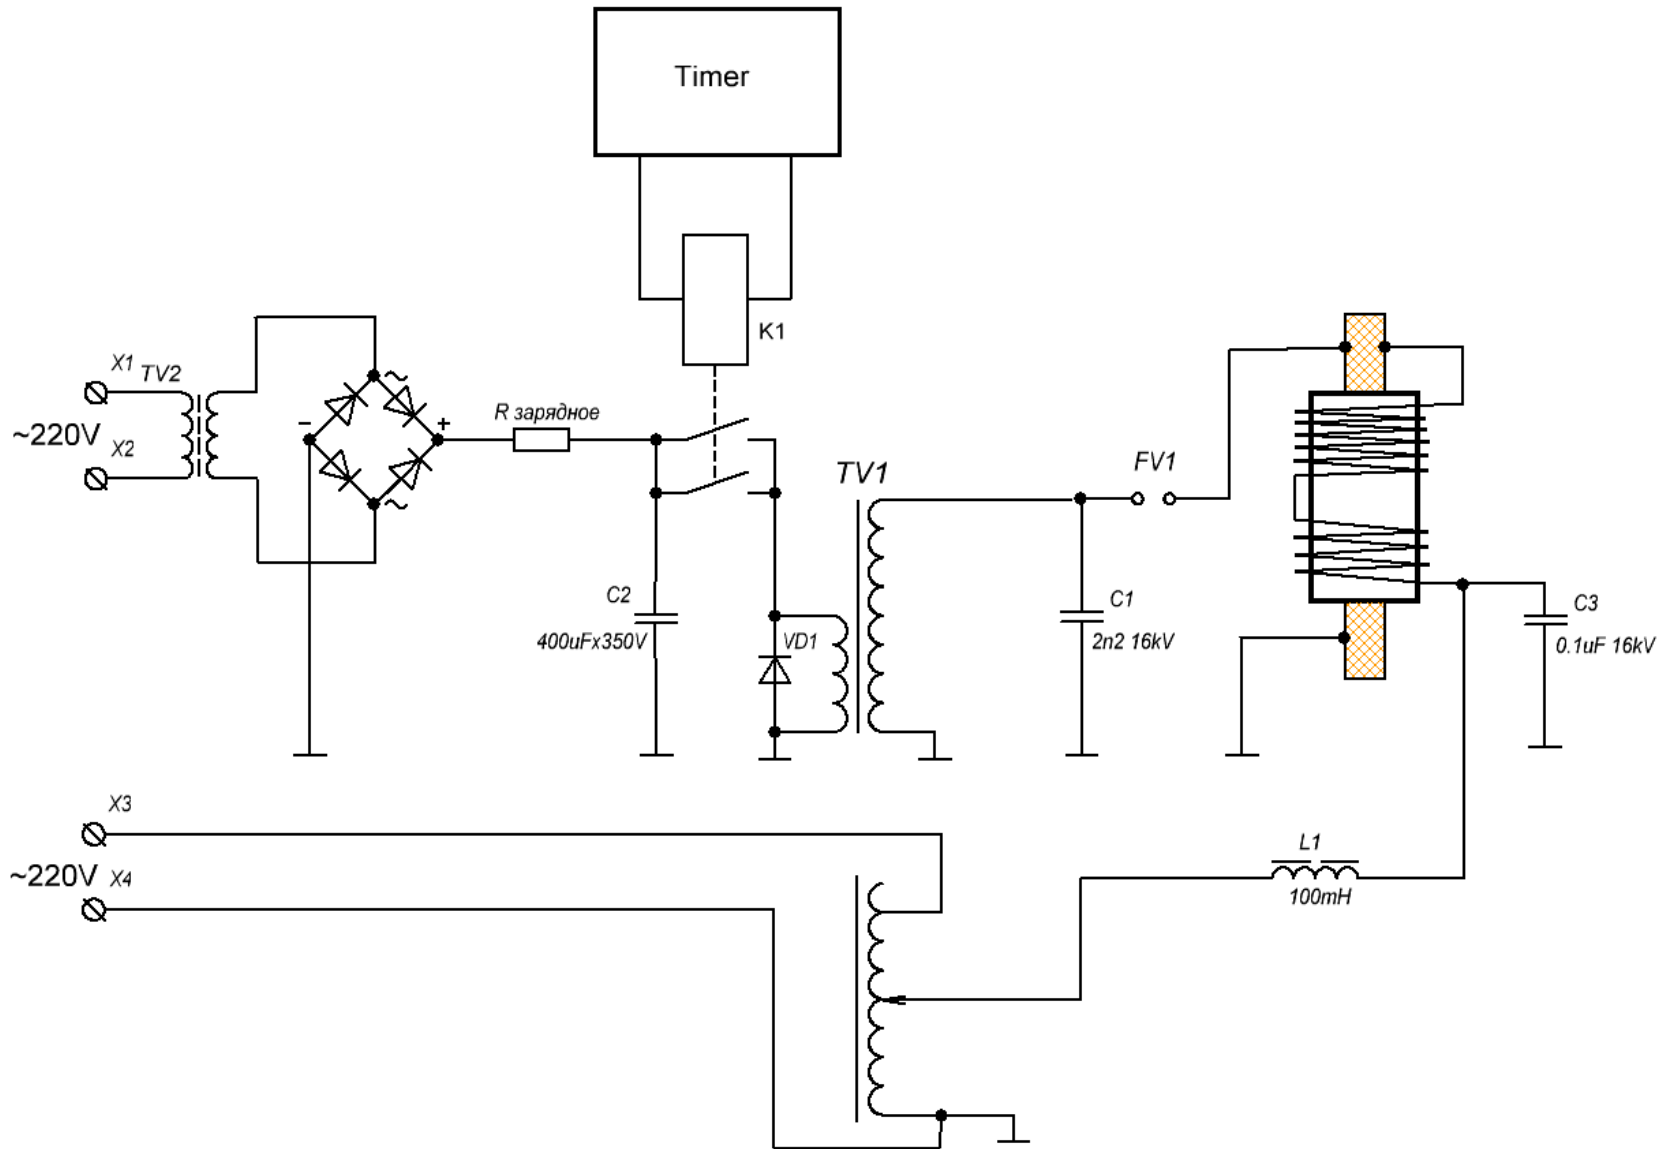 Timer
K1
X1
TV2
~220V
X2
~
-
+
~
R зарядное
TV1
FV1
C2
400uFx350V
VD1
C1
2n2 16kV
C3
0.1uF 16kV
X3
~220V
X4
L1
100mH